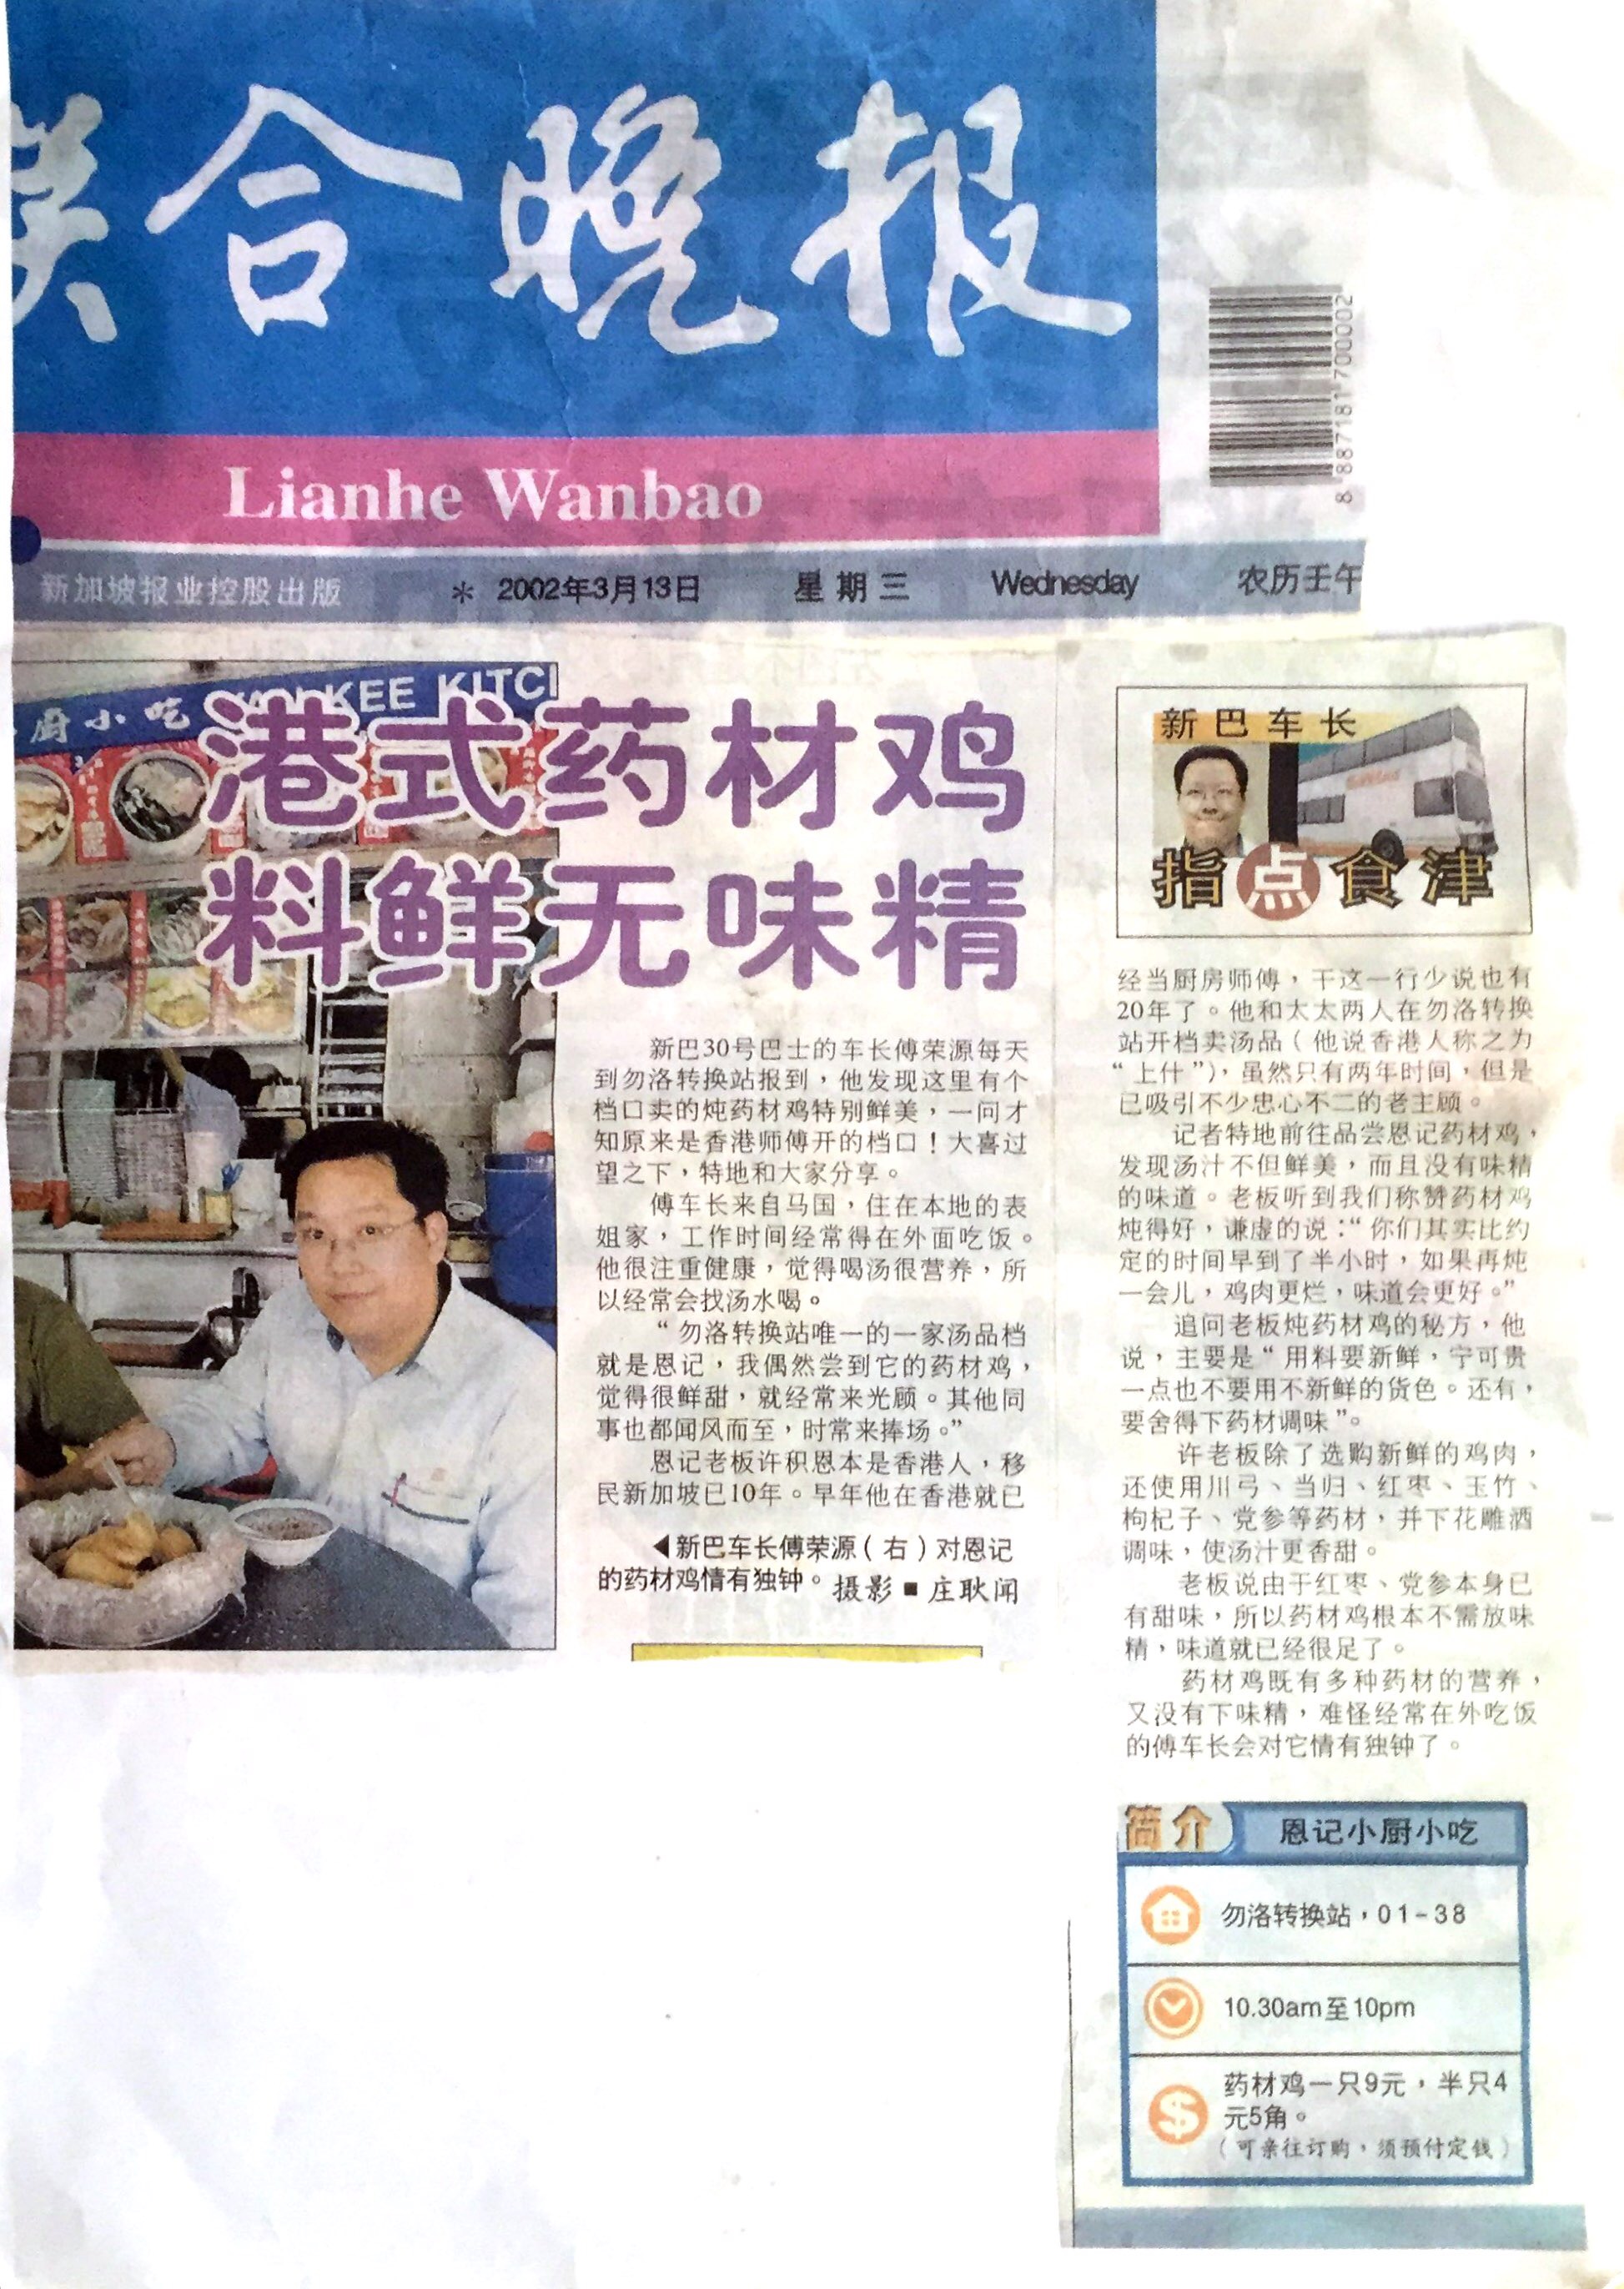 联合晚报
8 887181 700002
Lianhe Wanbao
新加坡报业控股出版
* 2002年3月13日 星期三 Wednesday 农历壬午
厨小吃 KEE KITC
港式药材鸡
料鲜无味精
新巴30号巴士的车长傅荣源每天
到勿洛转换站报到，他发现这里有个
档口卖的炖药材鸡特别鲜美，一问才
知原来是香港师傅开的档口！大喜过
望之下，特地和大家分享。
傅车长来自马国，住在本地的表
姐家，工作时间经常得在外面吃饭。
他很注重健康，觉得喝汤很营养，所
以经常会找汤水喝。
“勿洛转换站唯一的一家汤品档
就是恩记，我偶然尝到它的药材鸡，
觉得很鲜甜，就经常来光顾。其他同
事也都闻风而至，时常来捧场。”
恩记老板许积恩本是香港人，移
民新加坡已10年。早年他在香港就已
◀新巴车长傅荣源（右）对恩记
的药材鸡情有独钟。 摄影■庄耿闻
新巴车长
指点食津
经当厨房师傅，干这一行少说也有
20年了。他和太太两人在勿洛转换
站开档卖汤品（他说香港人称之为
“上什”），虽然只有两年时间，但是
已吸引不少忠心不二的老主顾。
记者特地前往品尝恩记药材鸡，
发现汤汁不但鲜美，而且没有味精
的味道。老板听到我们称赞药材鸡
炖得好，谦虚的说：“你们其实比约
定的时间早到了半小时，如果再炖
一会儿，鸡肉更烂，味道会更好。”
追问老板炖药材鸡的秘方，他
说，主要是“用料要新鲜，宁可贵
一点也不要用不新鲜的货色。还有，
要舍得下药材调味”。
许老板除了选购新鲜的鸡肉，
还使用川弓、当归、红枣、玉竹、
枸杞子、党参等药材，并下花雕酒
调味，使汤汁更香甜。
老板说由于红枣、党参本身已
有甜味，所以药材鸡根本不需放味
精，味道就已经很足了。
药材鸡既有多种药材的营养，
又没有下味精，难怪经常在外吃饭
的傅车长会对它情有独钟了。
简介 恩记小厨小吃
勿洛转换站，01-38
10.30am至10pm
药材鸡一只9元，半只4
元5角。
（可亲往订购，须预付定钱）